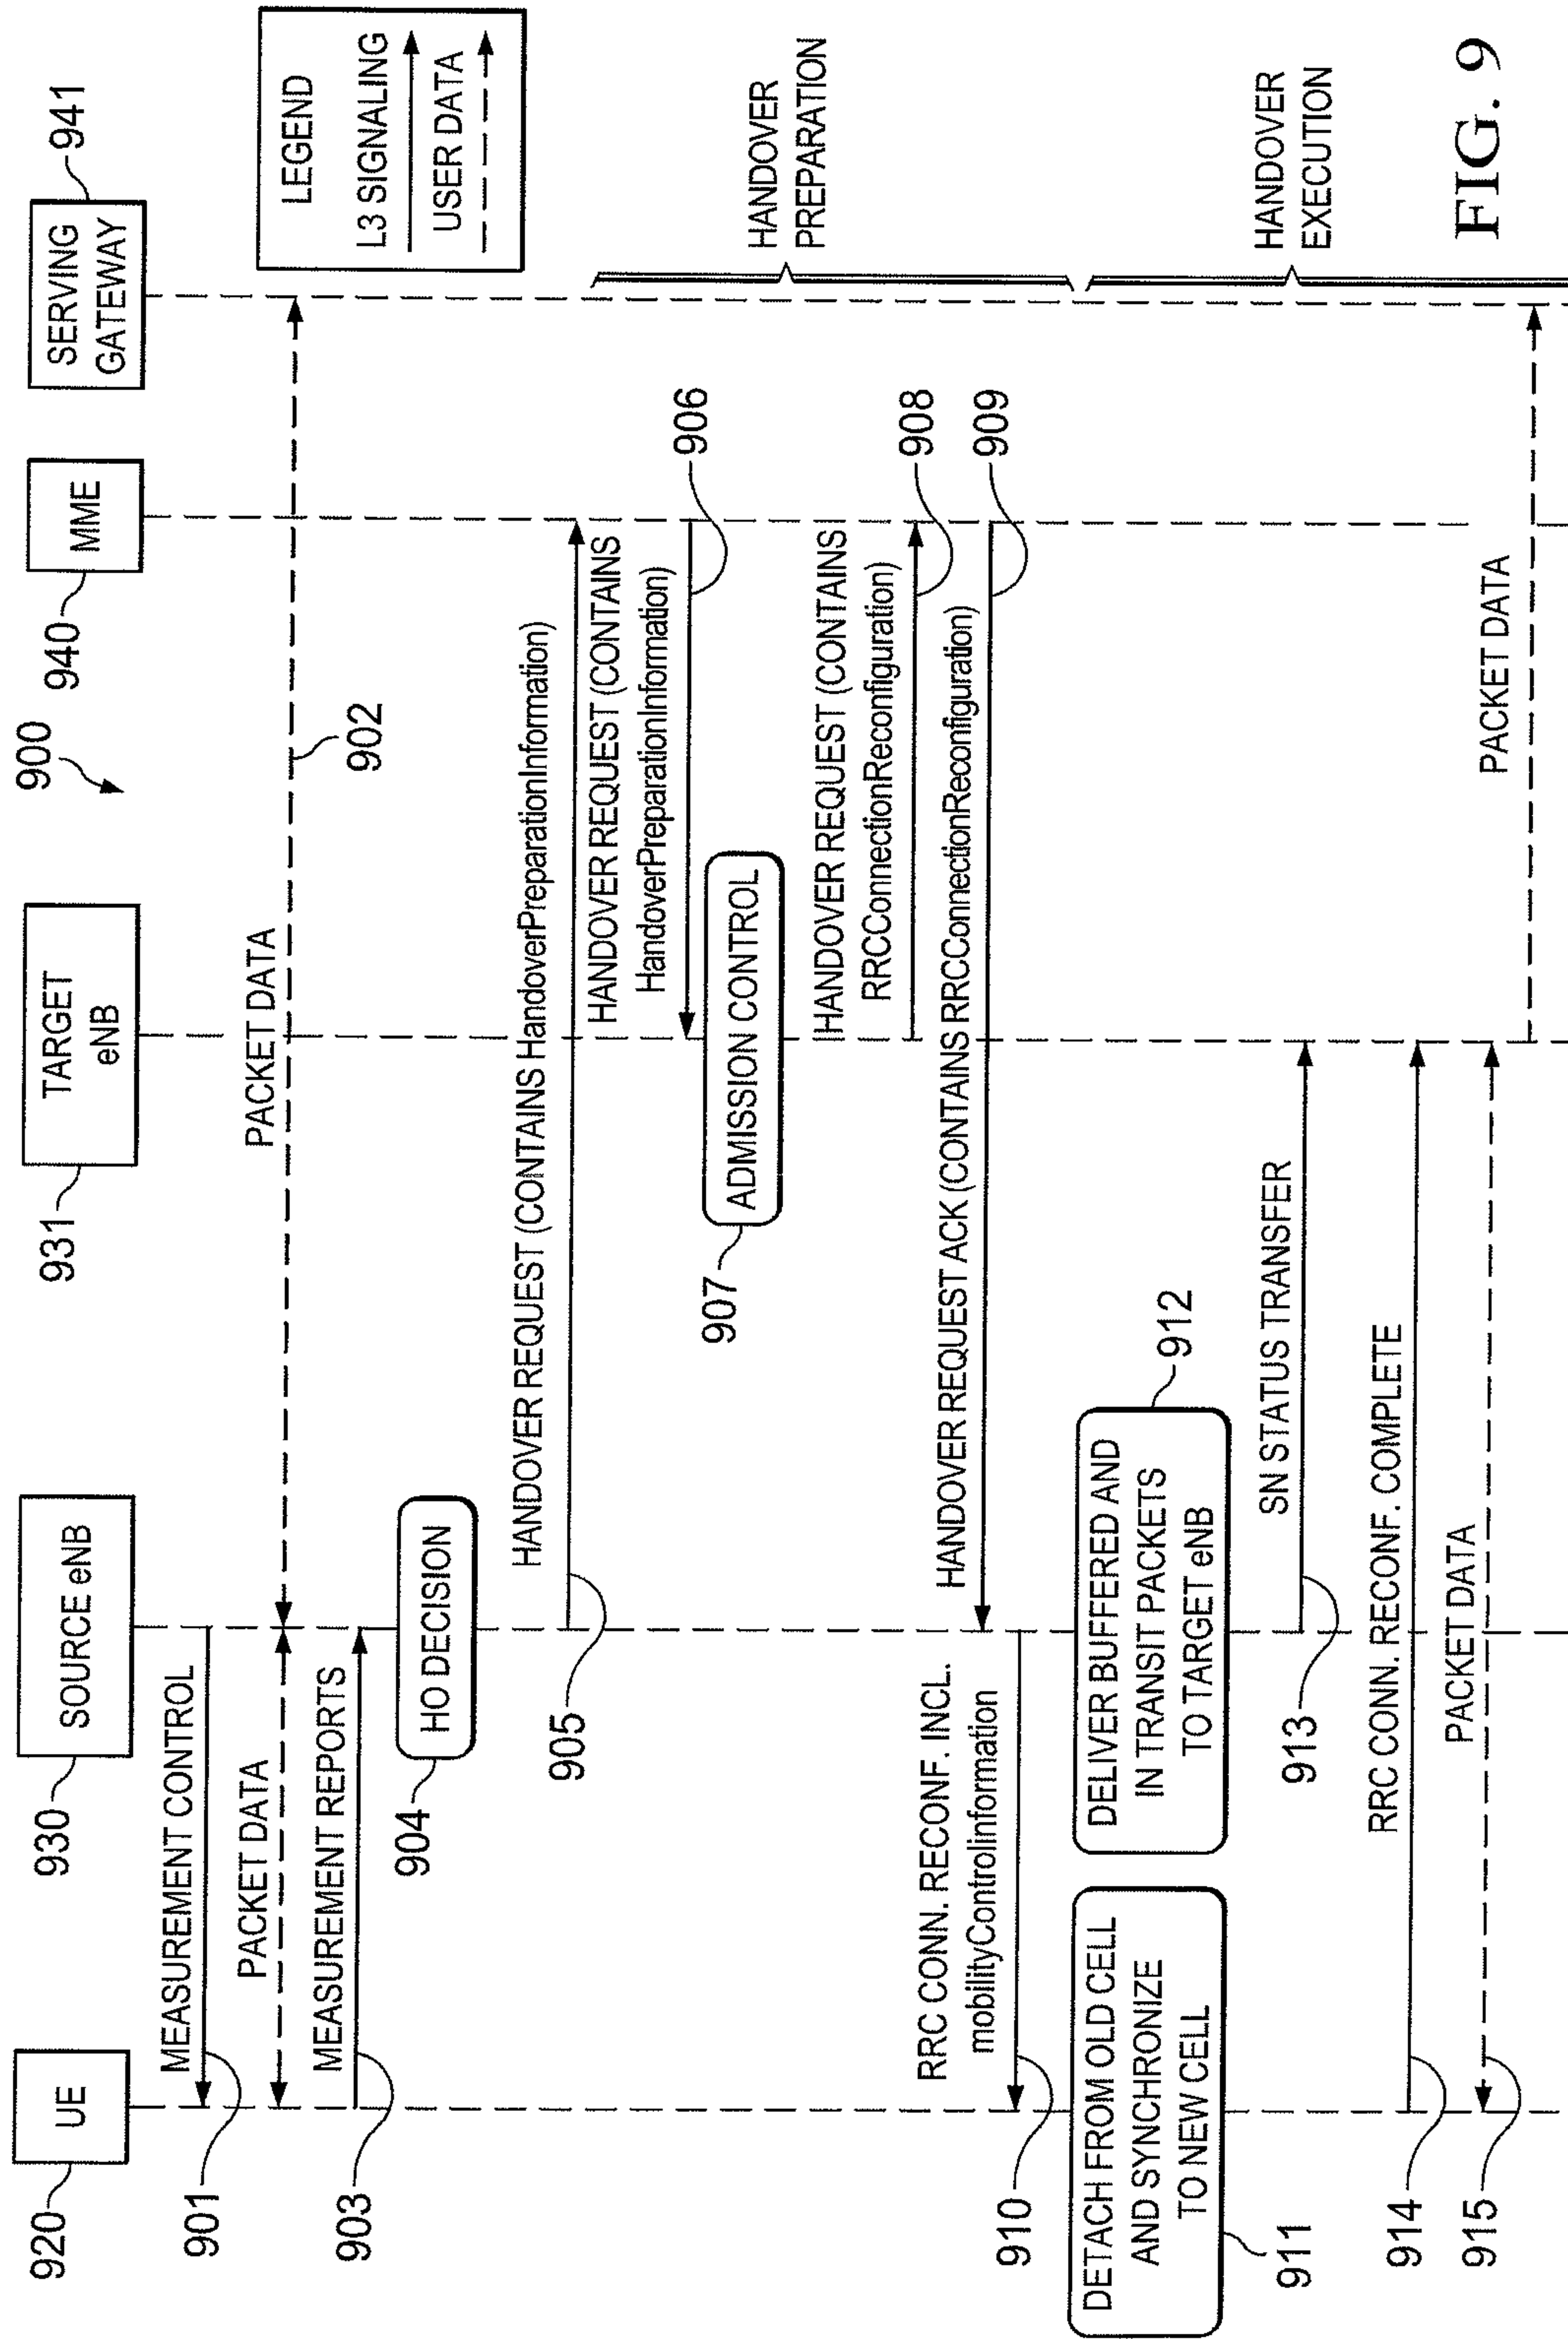 900
UE
920
SOURCE eNB
930
TARGET
eNB
931
MME
940
SERVING
GATEWAY
941
LEGEND
L3 SIGNALING
USER DATA
MEASUREMENT CONTROL
901
PACKET DATA
PACKET DATA
902
MEASUREMENT REPORTS
903
HO DECISION
904
HANDOVER REQUEST (CONTAINS HandoverPreparationInformation)
905
HANDOVER REQUEST (CONTAINS
HandoverPreparationInformation)
906
HANDOVER
PREPARATION
ADMISSION CONTROL
907
HANDOVER REQUEST (CONTAINS
RRCConnectionReconfiguration)
908
HANDOVER REQUEST ACK (CONTAINS RRCConnectionReconfiguration)
909
RRC CONN. RECONF. INCL.
mobilityControlinformation
910
DETACH FROM OLD CELL
AND SYNCHRONIZE
TO NEW CELL
911
DELIVER BUFFERED AND
IN TRANSIT PACKETS
TO TARGET eNB
912
SN STATUS TRANSFER
913
HANDOVER
EXECUTION
RRC CONN. RECONF. COMPLETE
914
PACKET DATA
915
PACKET DATA
FIG. 9